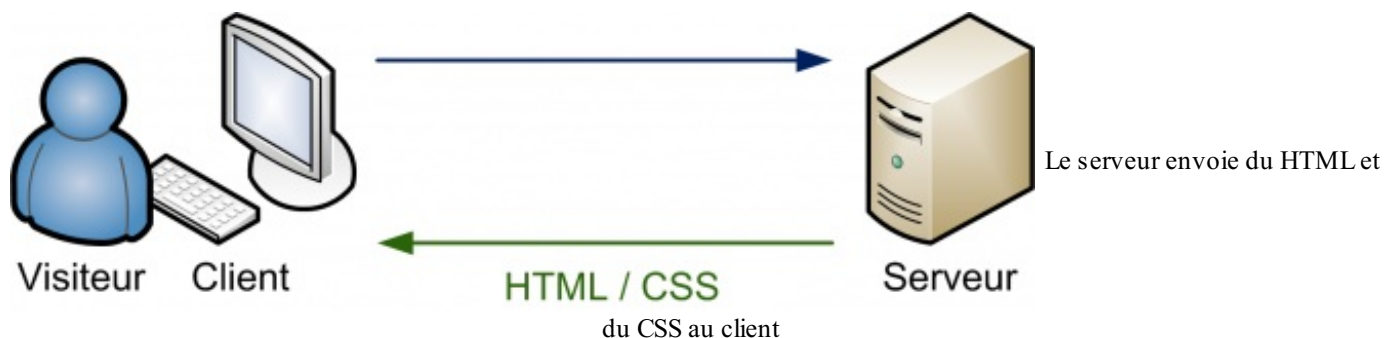 Le serveur envoie du HTML et
Visiteur Client Serveur
HTML / CSS
du CSS au client